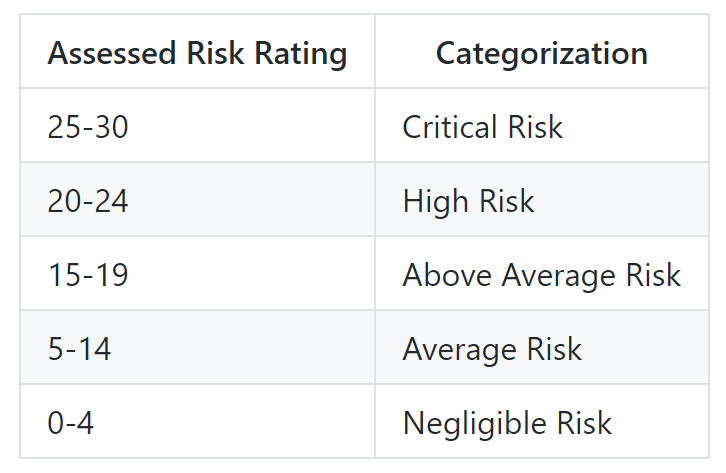 Assessed Risk Rating Categorization
25-30 Critical Risk
20-24 High Risk
15-19 Above Average Risk
5-14 Average Risk
0-4 Negligible Risk